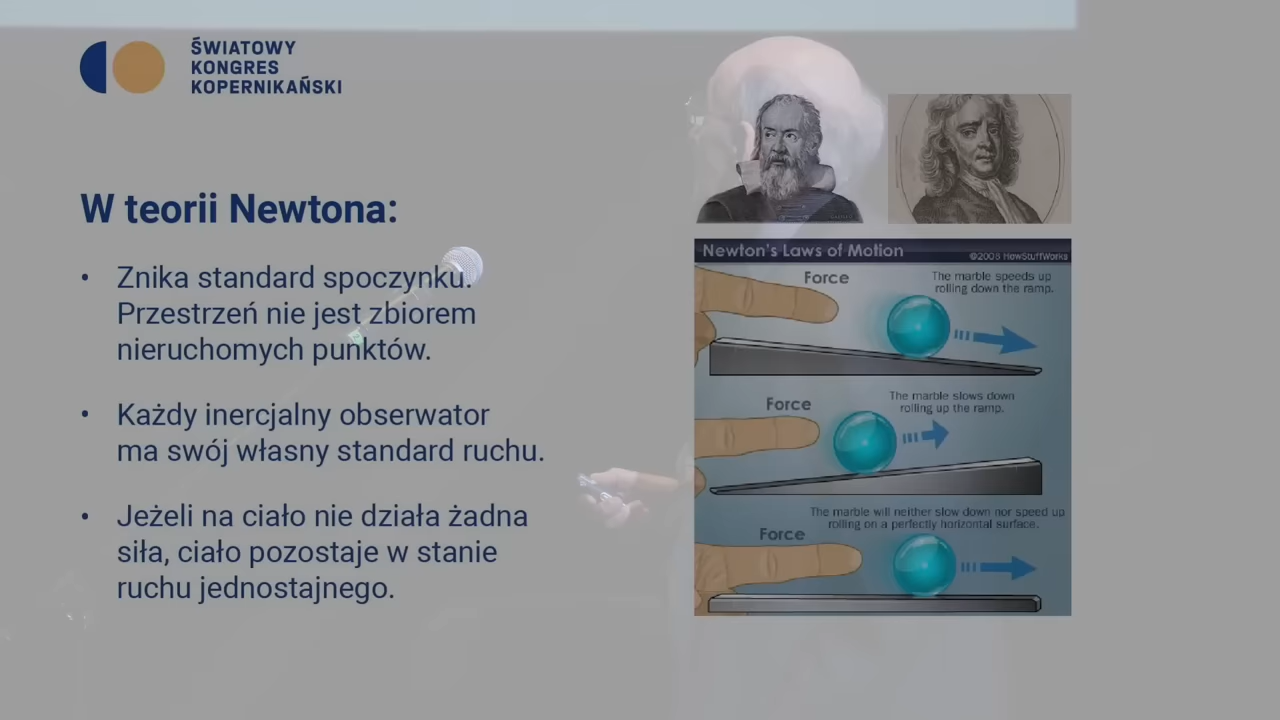 ŚWIATOWY
KONGRES
KOPERNIKAŃSKI
W teorii Newtona:
• Znika standard spoczynku.
Przestrzeń nie jest zbiorem
nieruchomych punktów.
• Każdy inercjalny obserwator
ma swój własny standard ruchu.
• Jeżeli na ciało nie działa żadna
siła, ciało pozostaje w stanie
ruchu jednostajnego.
Newton's Laws of Motion
©2008 HowStuffWorks
Force
The marble speeds up
rolling down the ramp.
Force
The marble slows down
rolling up the ramp.
The marble will neither slow down nor speed up
rolling on a perfectly horizontal surface.
Force